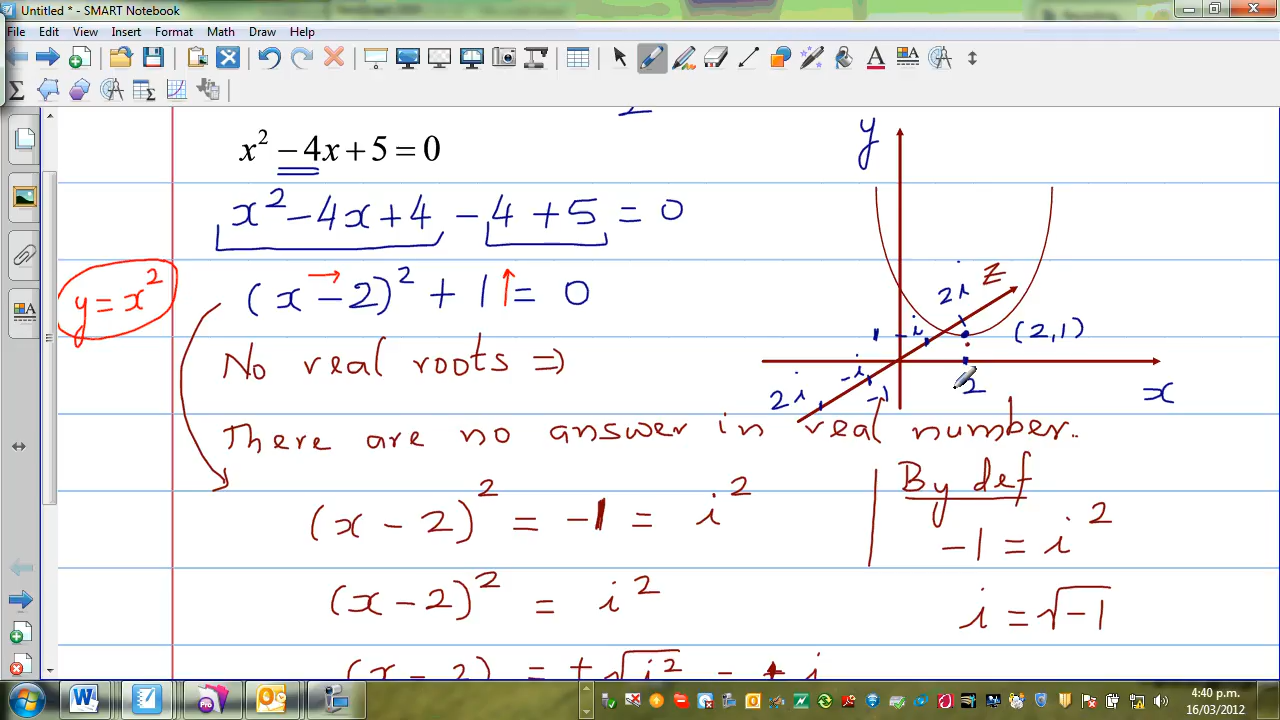 Untitled * - SMART Notebook
File Edit View Insert Format Math Draw Help
x² − 4x + 5 = 0
x² − 4x + 4 − 4 + 5 = 0
y = x²
(x − 2)² + 1 = 0
No real roots ⇒
There are no answer in real number.
(x − 2)² = −1 = i²
(x − 2)² = i²
By def
−1 = i²
i = √−1
y
z
2i
i
1
(2,1)
−i
−1
2i
2
x
4:40 p.m.
16/03/2012